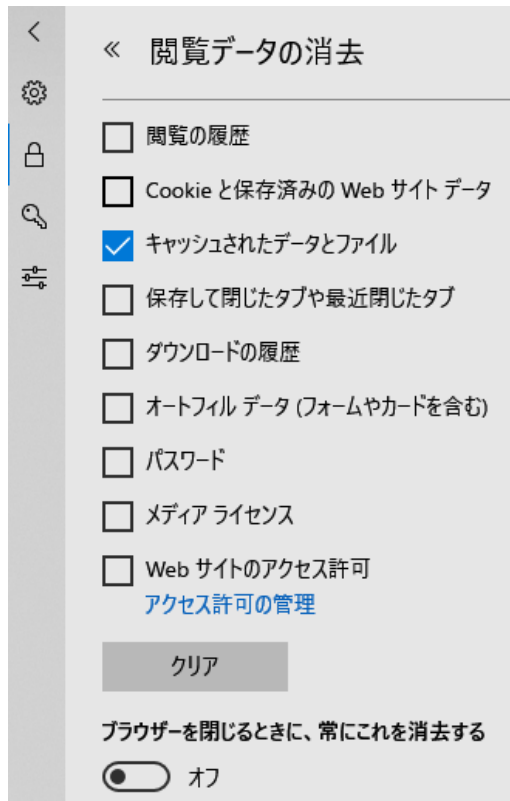 閲覧データの消去
閲覧の履歴
Cookie と保存済みの Web サイト データ
キャッシュされたデータとファイル
保存して閉じたタブや最近閉じたタブ
ダウンロードの履歴
オートフィル データ (フォームやカードを含む)
パスワード
メディア ライセンス
Web サイトのアクセス許可
アクセス許可の管理
クリア
ブラウザーを閉じるときに、常にこれを消去する
オフ